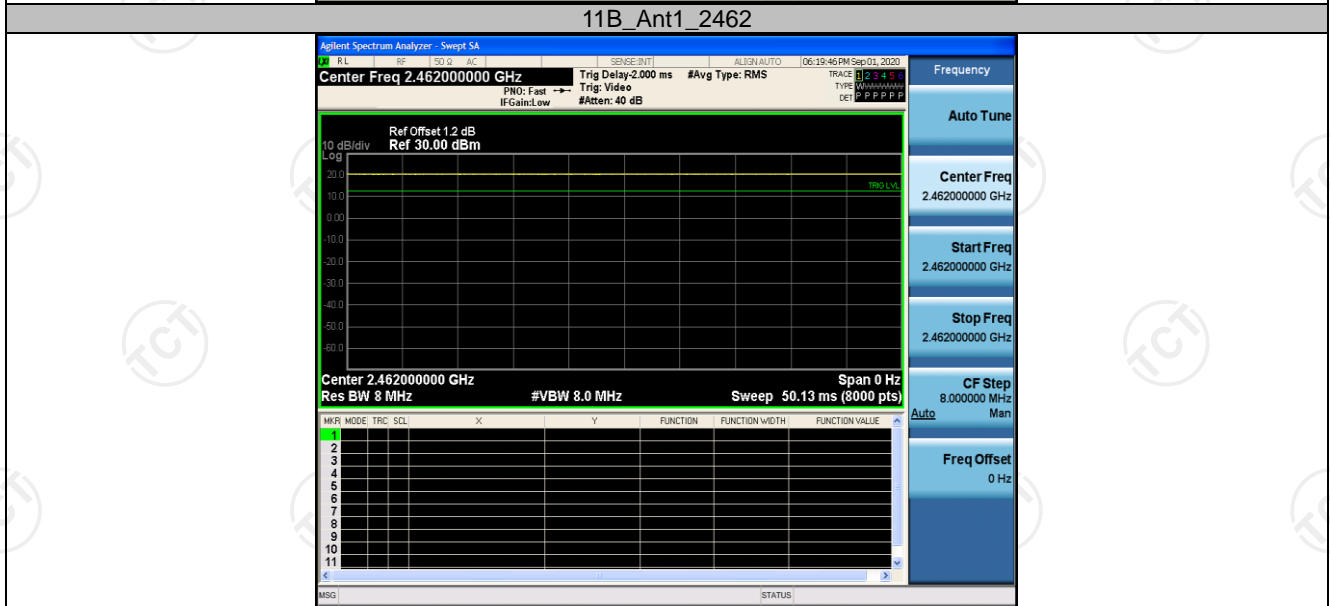 11B_Ant1_2462
Agilent Spectrum Analyzer - Swept SA
RL RF 50 Ω AC SENSE:INT ALIGN AUTO 06:19:46 PM Sep 01, 2020
Center Freq 2.462000000 GHz
PNO: Fast
IFGain:Low
Trig Delay-2.000 ms
Trig: Video
#Atten: 40 dB
#Avg Type: RMS
TRACE 1 2 3 4 5 6
TYPE WWWWWW
DET P P P P P P
Ref Offset 1.2 dB
10 dB/div Ref 30.00 dBm
Log
20.0
TRIG LVL
10.0
0.00
-10.0
-20.0
-30.0
-40.0
-50.0
-60.0
Center 2.462000000 GHz Span 0 Hz
Res BW 8 MHz #VBW 8.0 MHz Sweep 50.13 ms (8000 pts)
MKR MODE TRC SCL X Y FUNCTION FUNCTION WIDTH FUNCTION VALUE
1
2
3
4
5
6
7
8
9
10
11
MSG STATUS
Frequency
Auto Tune
Center Freq
2.462000000 GHz
Start Freq
2.462000000 GHz
Stop Freq
2.462000000 GHz
CF Step
8.000000 MHz
Auto Man
Freq Offset
0 Hz
TCT
TCT
TCT
TCT
TCT
TCT